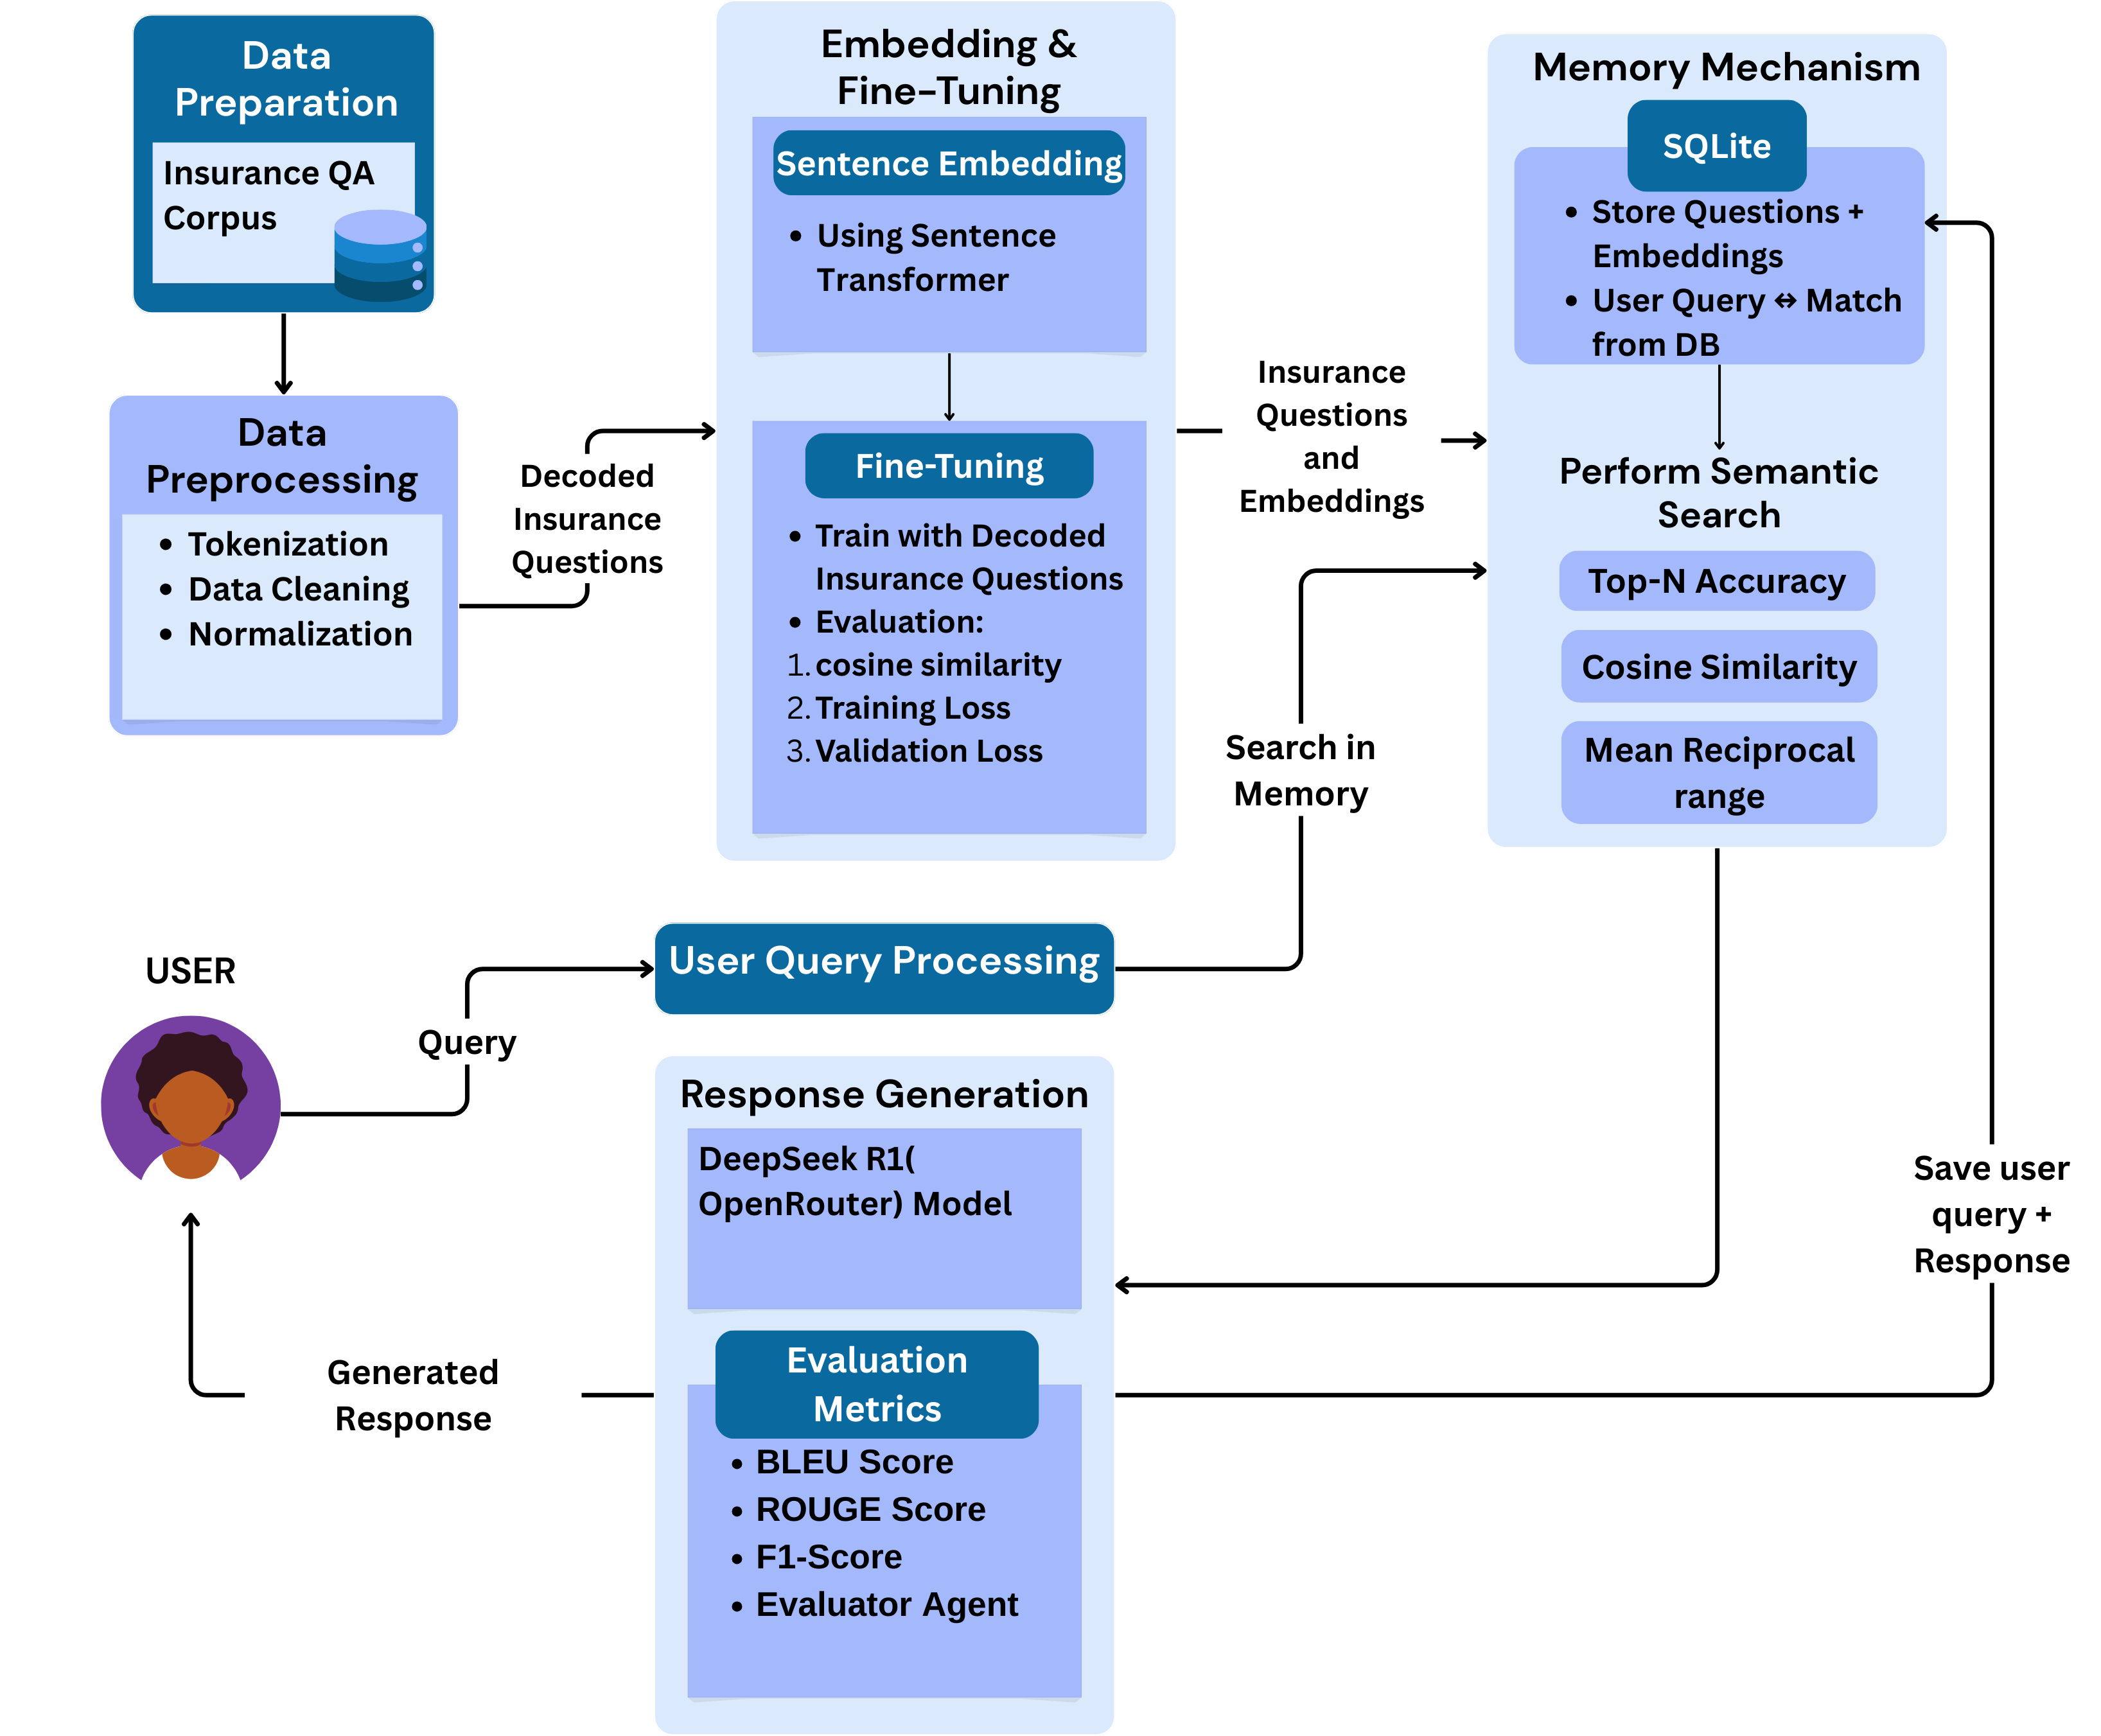 Data
Preparation
Insurance QA
Corpus
Data
Preprocessing
• Tokenization
• Data Cleaning
• Normalization
Decoded
Insurance
Questions
Embedding &
Fine-Tuning
Sentence Embedding
• Using Sentence
Transformer
Fine-Tuning
• Train with Decoded
Insurance Questions
• Evaluation:
1. cosine similarity
2. Training Loss
3. Validation Loss
Insurance
Questions
and
Embeddings
Memory Mechanism
SQLite
• Store Questions +
Embeddings
• User Query ↔ Match
from DB
Perform Semantic
Search
Top-N Accuracy
Cosine Similarity
Mean Reciprocal
range
Search in
Memory
USER
Query
User Query Processing
Response Generation
DeepSeek R1(
OpenRouter) Model
Evaluation
Metrics
• BLEU Score
• ROUGE Score
• F1-Score
• Evaluator Agent
Generated
Response
Save user
query +
Response